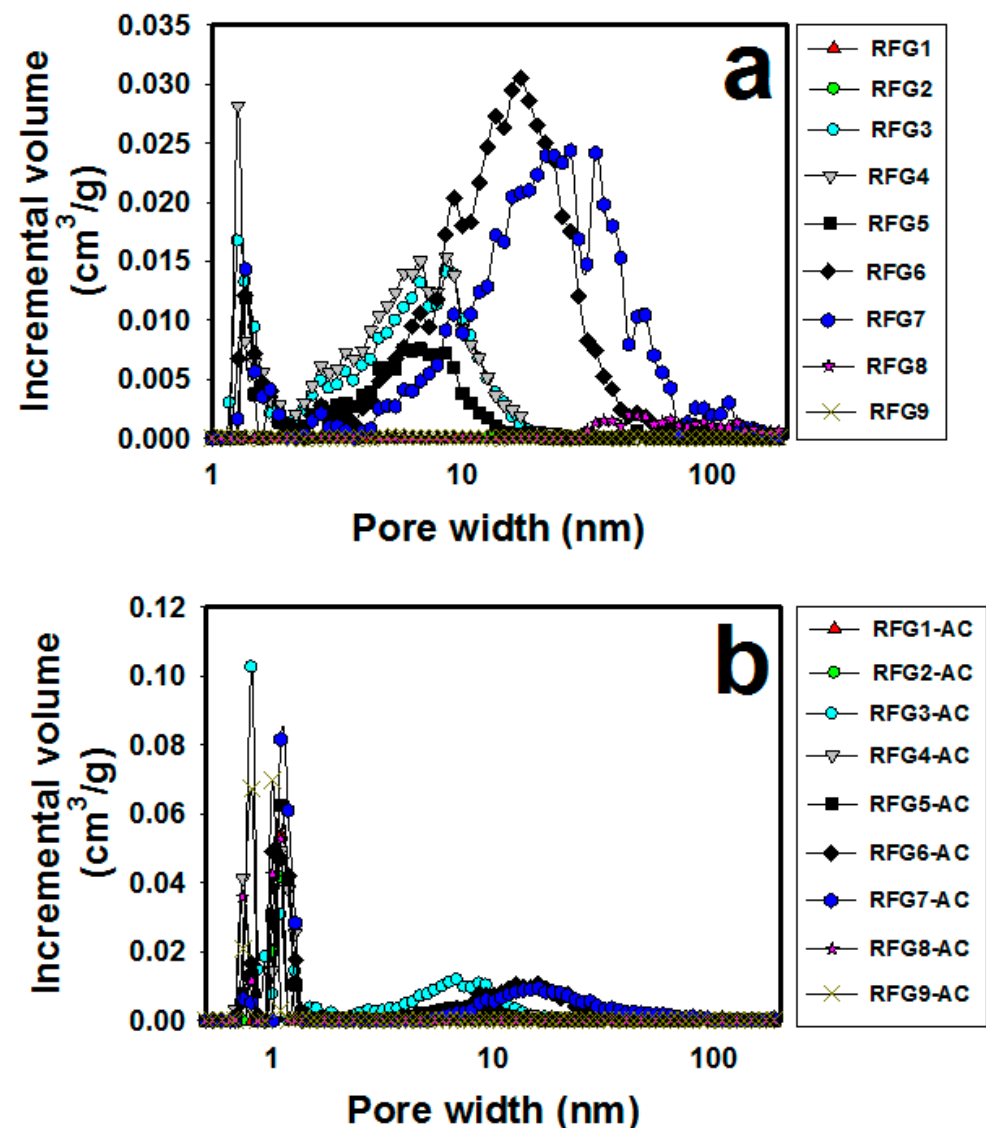 a
0.035
0.030
0.025
0.020
0.015
0.010
0.005
0.000
Incremental volume
(cm³/g)
1
10
100
Pore width (nm)
RFG1
RFG2
RFG3
RFG4
RFG5
RFG6
RFG7
RFG8
RFG9
b
0.12
0.10
0.08
0.06
0.04
0.02
0.00
Incremental volume
(cm³/g)
1
10
100
Pore width (nm)
RFG1-AC
RFG2-AC
RFG3-AC
RFG4-AC
RFG5-AC
RFG6-AC
RFG7-AC
RFG8-AC
RFG9-AC